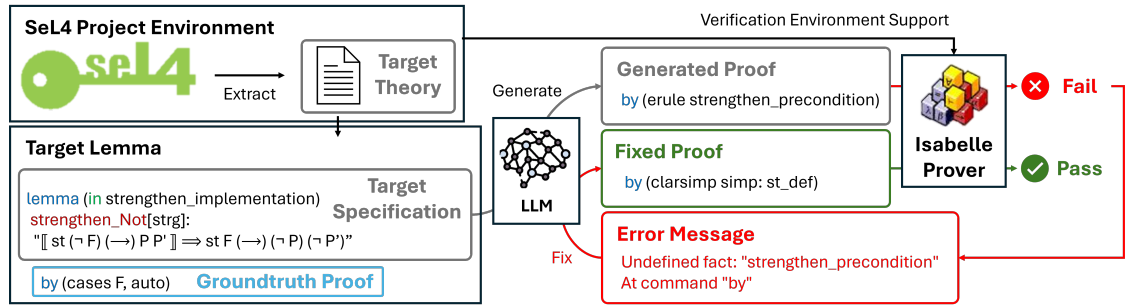 SeL4 Project Environment
seL4
Extract
Target
Theory
Verification Environment Support
Target Lemma
lemma (in strengthen_implementation)
strengthen_Not[strg]:
"⟦ st (¬ F) (⟶) P P' ⟧ ⟹ st F (⟶) (¬ P) (¬ P’)”
Target
Specification
by (cases F, auto)
Groundtruth Proof
Generate
LLM
Fix
Generated Proof
by (erule strengthen_precondition)
Fixed Proof
by (clarsimp simp: st_def)
Error Message
Undefined fact: "strengthen_precondition"
At command "by"
Isabelle
Prover
Fail
Pass